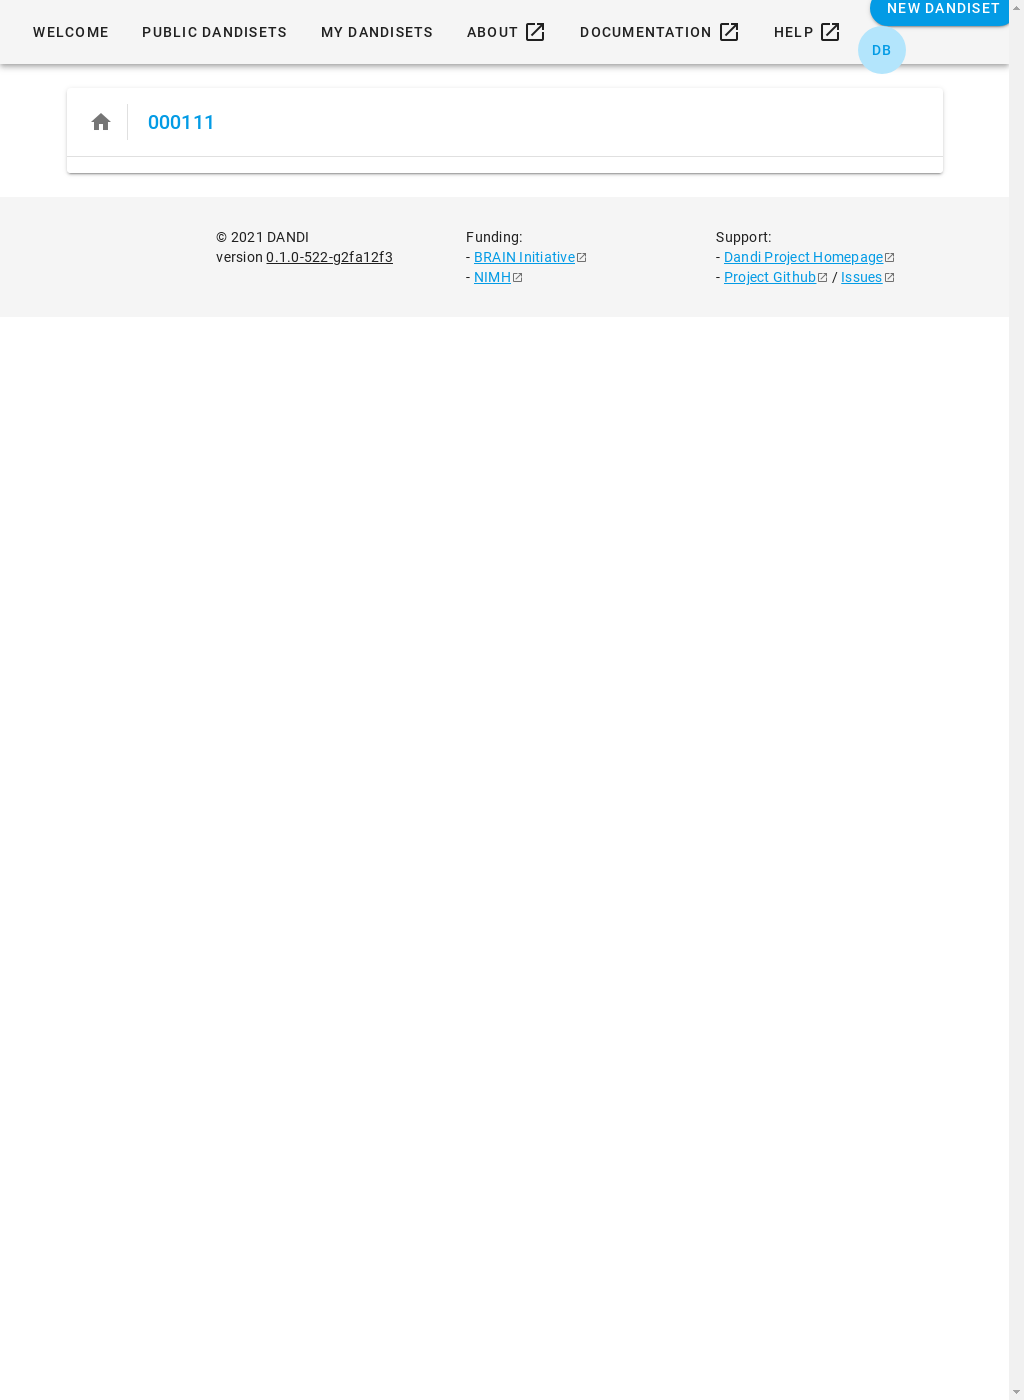 NEW DANDISET
WELCOME PUBLIC DANDISETS MY DANDISETS ABOUT DOCUMENTATION HELP
DB
000111
© 2021 DANDI
version 0.1.0-522-g2fa12f3
Funding:
- BRAIN Initiative
- NIMH
Support:
- Dandi Project Homepage
- Project Github / Issues